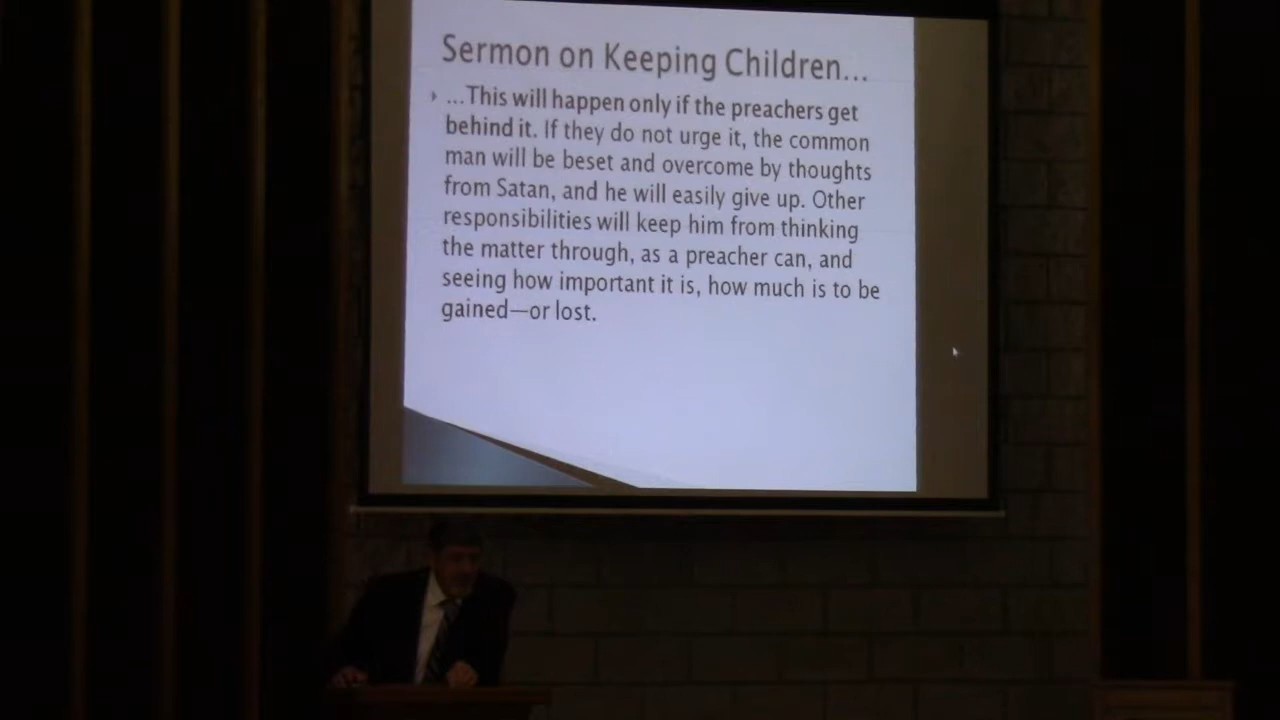 Sermon on Keeping Children...
...This will happen only if the preachers get
behind it. If they do not urge it, the common
man will be beset and overcome by thoughts
from Satan, and he will easily give up. Other
responsibilities will keep him from thinking
the matter through, as a preacher can, and
seeing how important it is, how much is to be
gained—or lost.